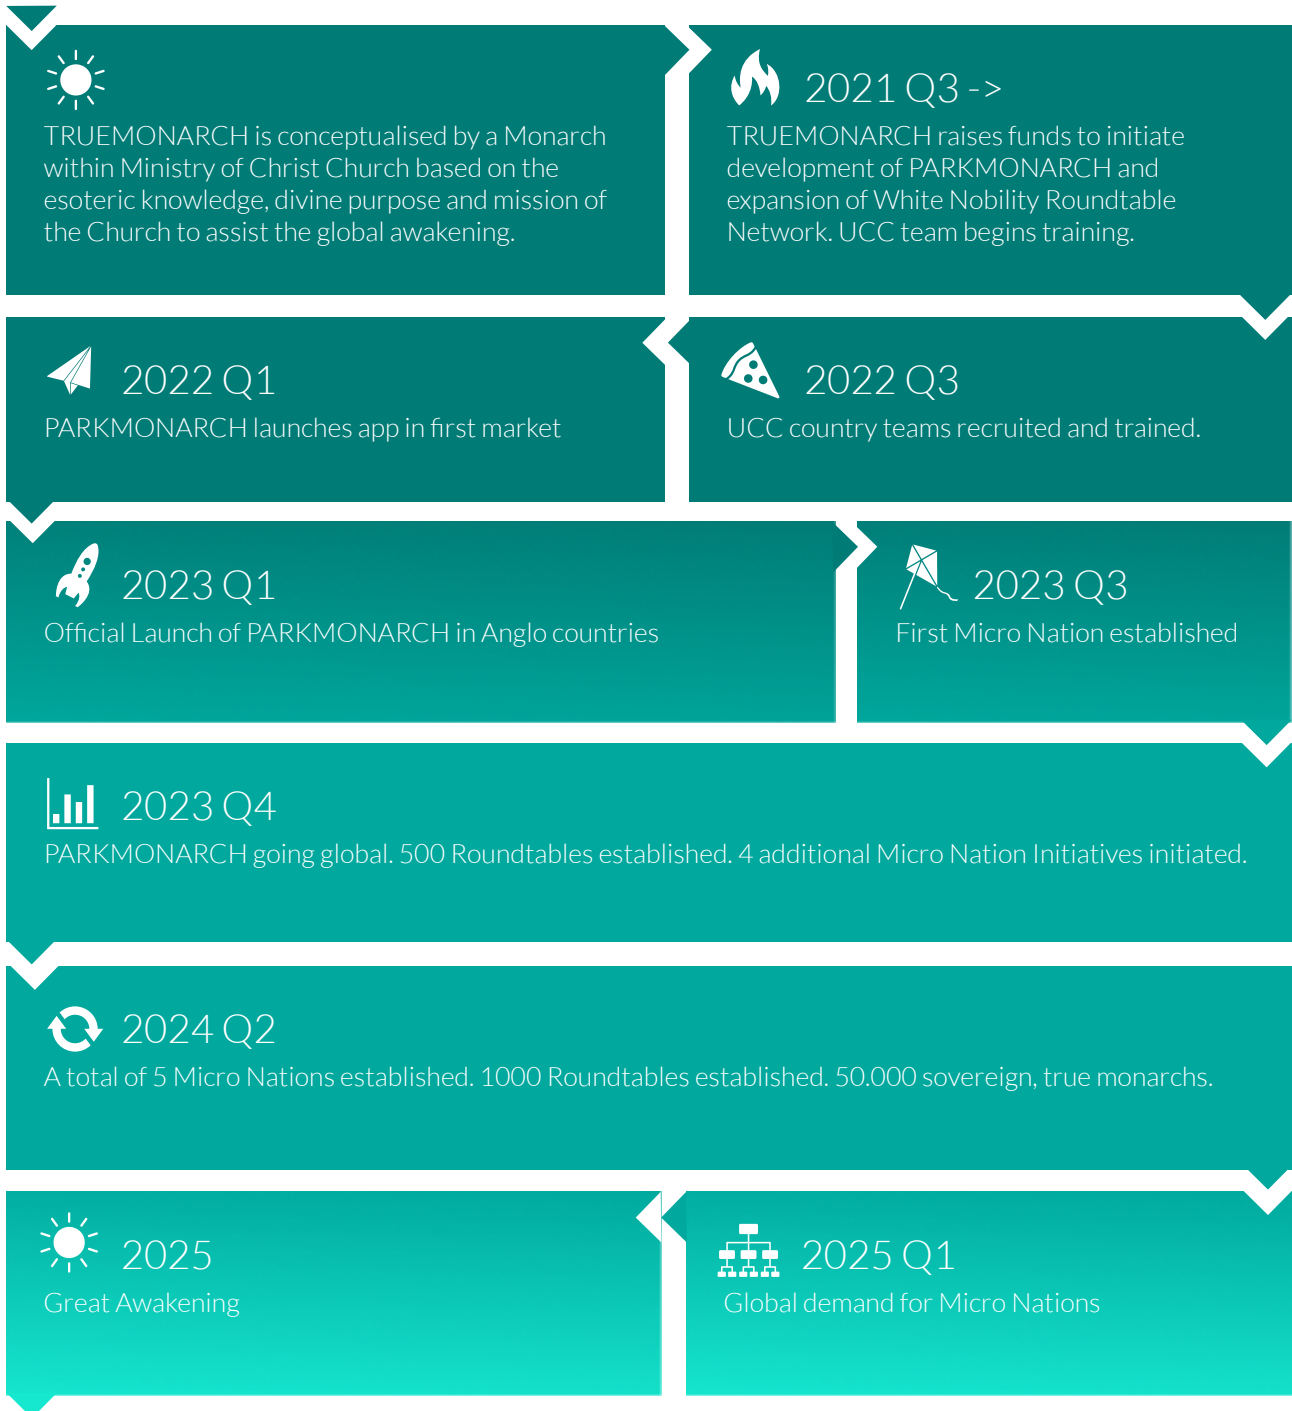 TRUEMONARCH is conceptualised by a Monarch
within Ministry of Christ Church based on the
esoteric knowledge, divine purpose and mission of
the Church to assist the global awakening.
2021 Q3 ->
TRUEMONARCH raises funds to initiate
development of PARKMONARCH and
expansion of White Nobility Roundtable
Network. UCC team begins training.
2022 Q1
PARKMONARCH launches app in first market
2022 Q3
UCC country teams recruited and trained.
2023 Q1
Official Launch of PARKMONARCH in Anglo countries
2023 Q3
First Micro Nation established
2023 Q4
PARKMONARCH going global. 500 Roundtables established. 4 additional Micro Nation Initiatives initiated.
2024 Q2
A total of 5 Micro Nations established. 1000 Roundtables established. 50.000 sovereign, true monarchs.
2025
Great Awakening
2025 Q1
Global demand for Micro Nations